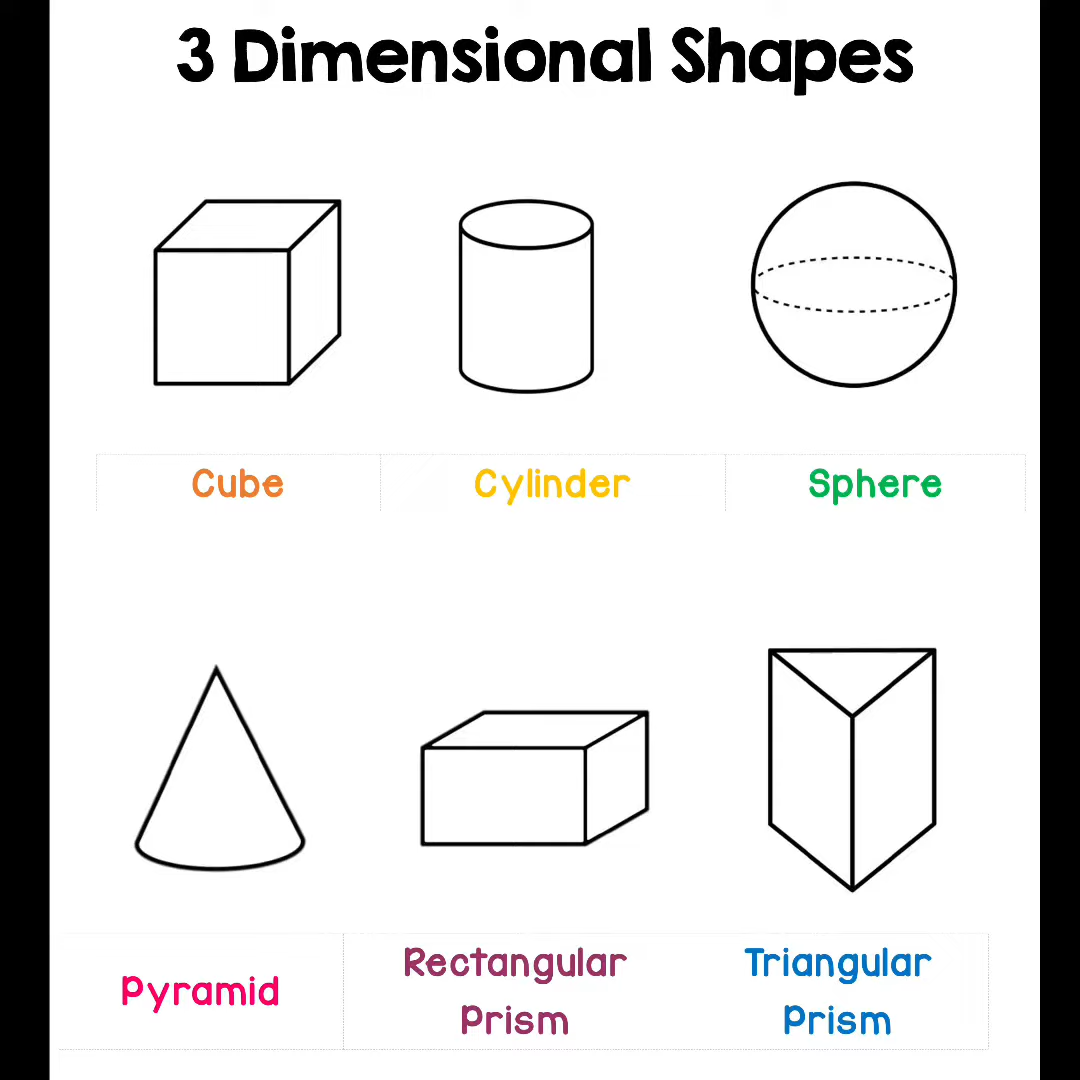 3 Dimensional Shapes
Cube
Cylinder
Sphere
Pyramid
Rectangular
Prism
Triangular
Prism